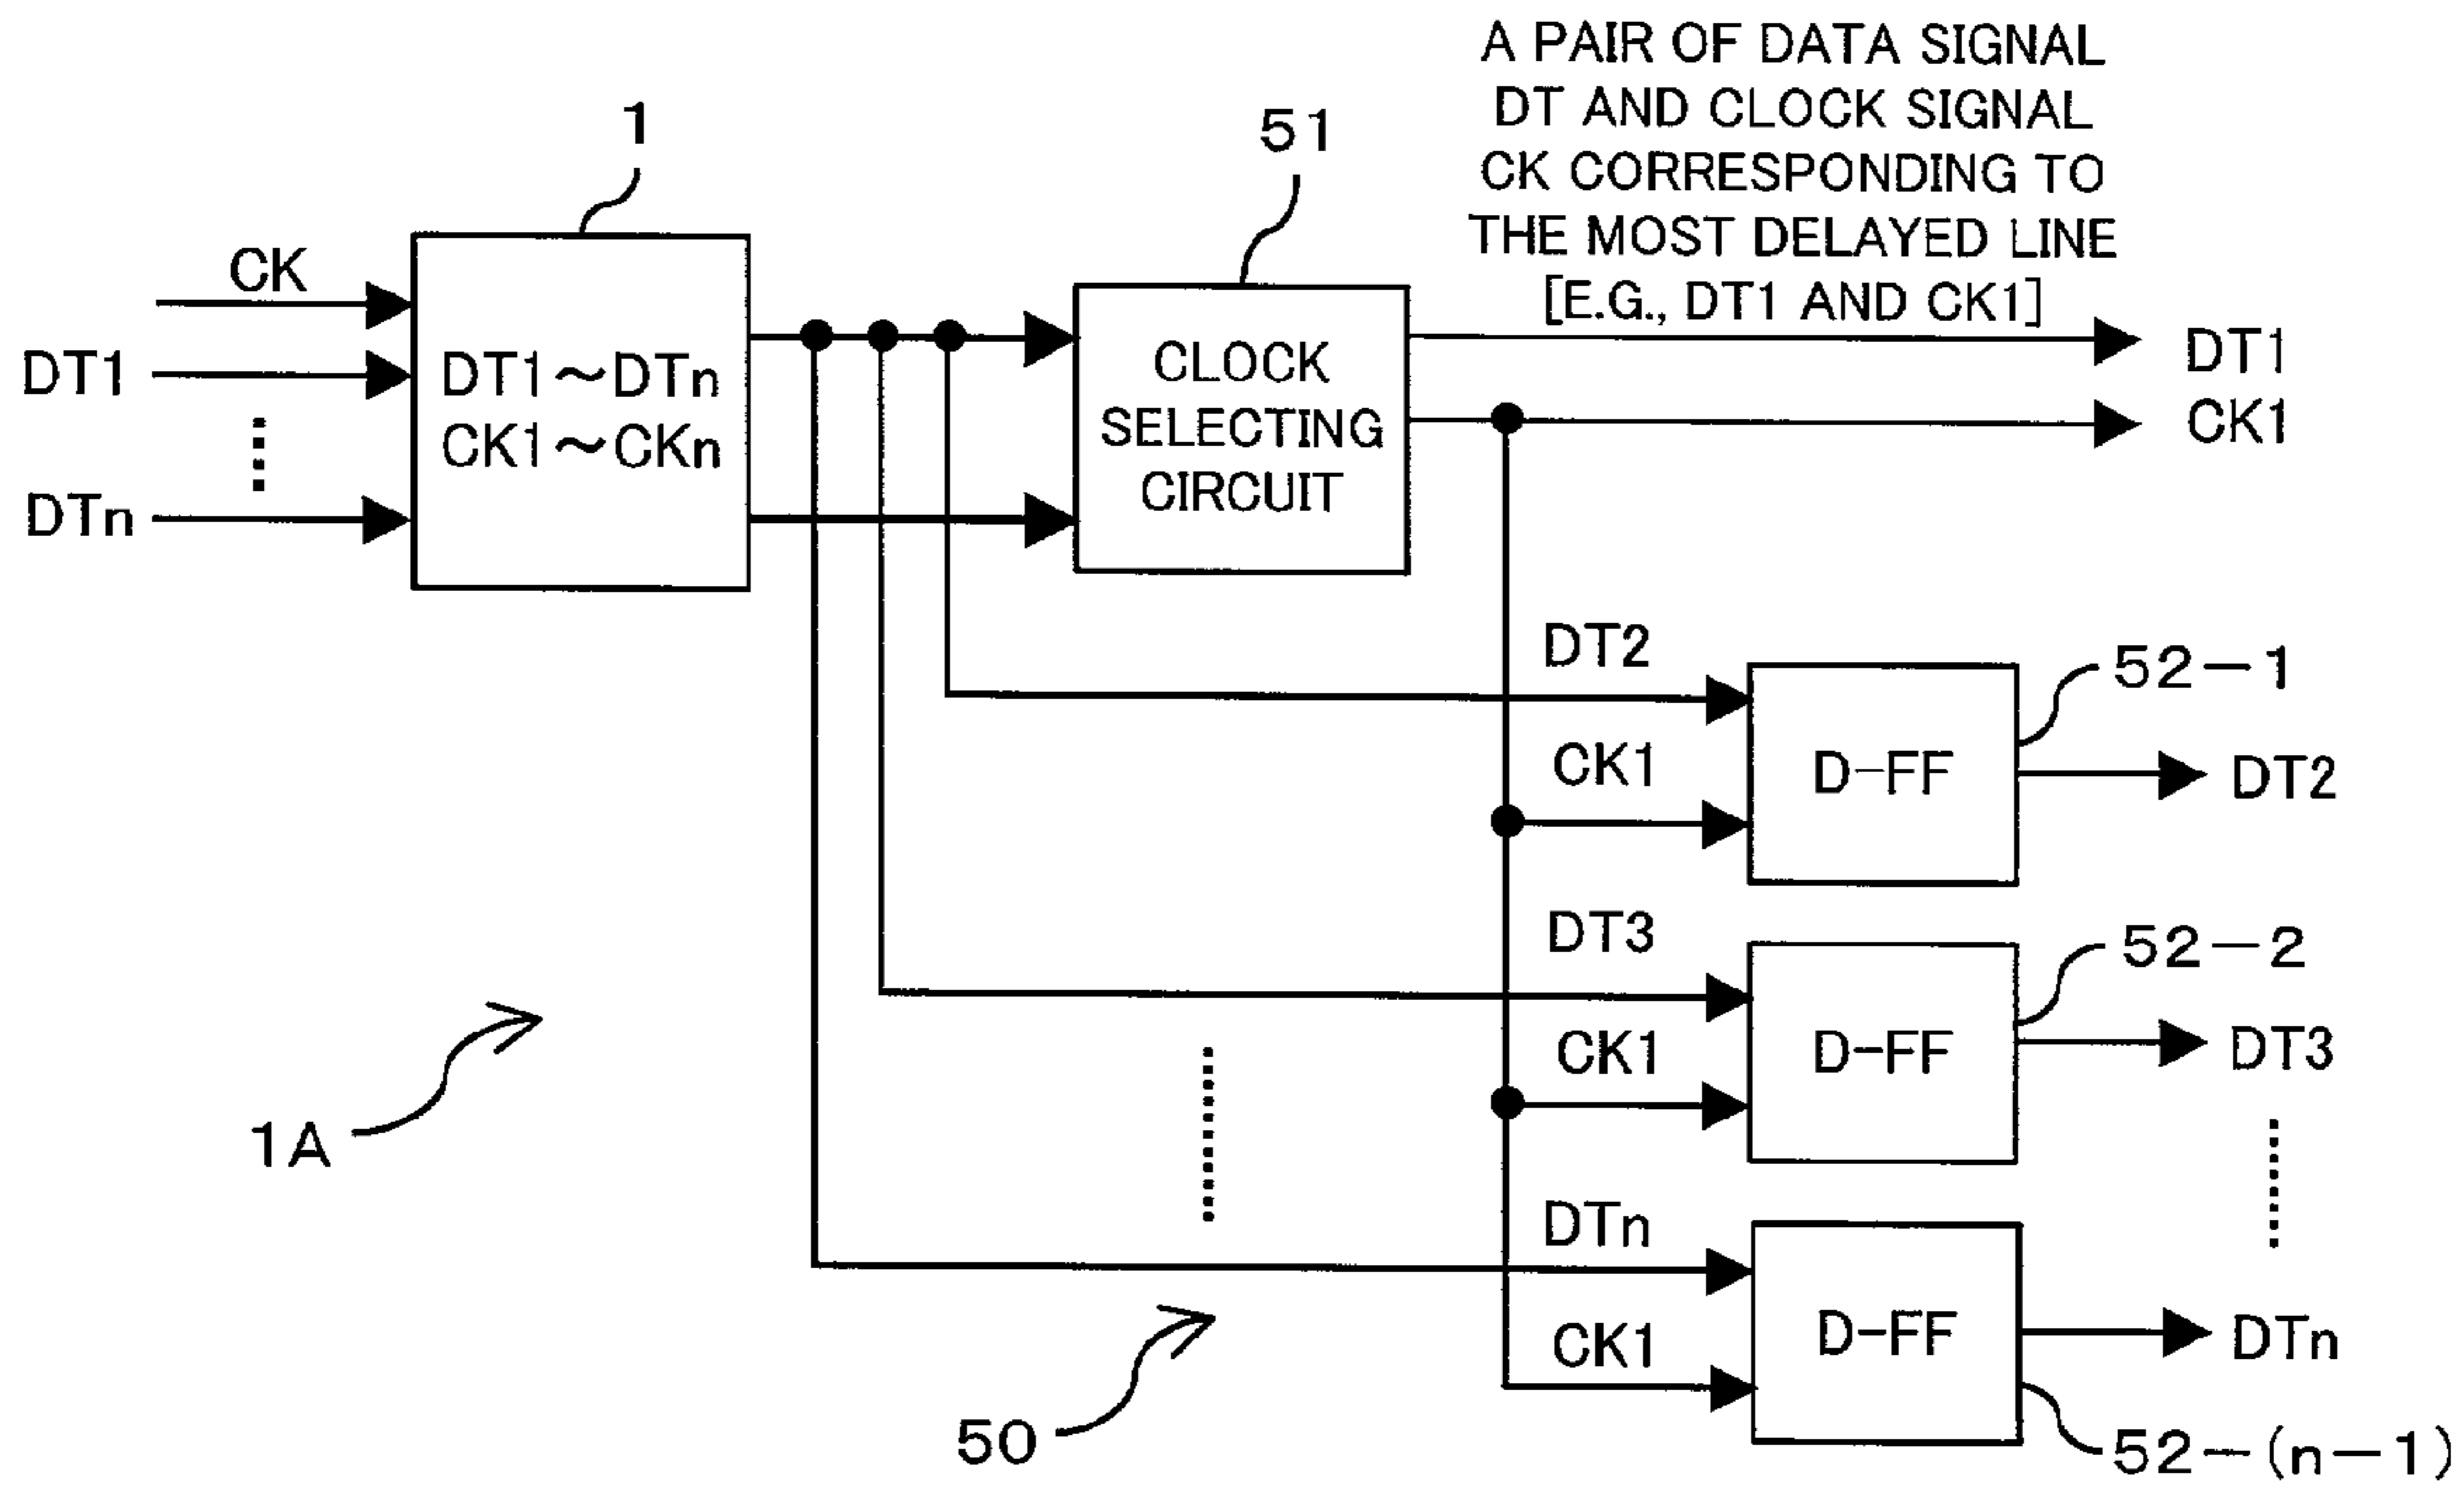 A PAIR OF DATA SIGNAL
DT AND CLOCK SIGNAL
CK CORRESPONDING TO
THE MOST DELAYED LINE
[E.G., DT1 AND CK1]
1
51
CK
DT1
DTn
DT1～DTn
CK1～CKn
CLOCK
SELECTING
CIRCUIT
DT1
CK1
DT2
CK1
D-FF
52-1
DT2
DT3
CK1
D-FF
52-2
DT3
1A
DTn
CK1
D-FF
DTn
50
52-(n-1)